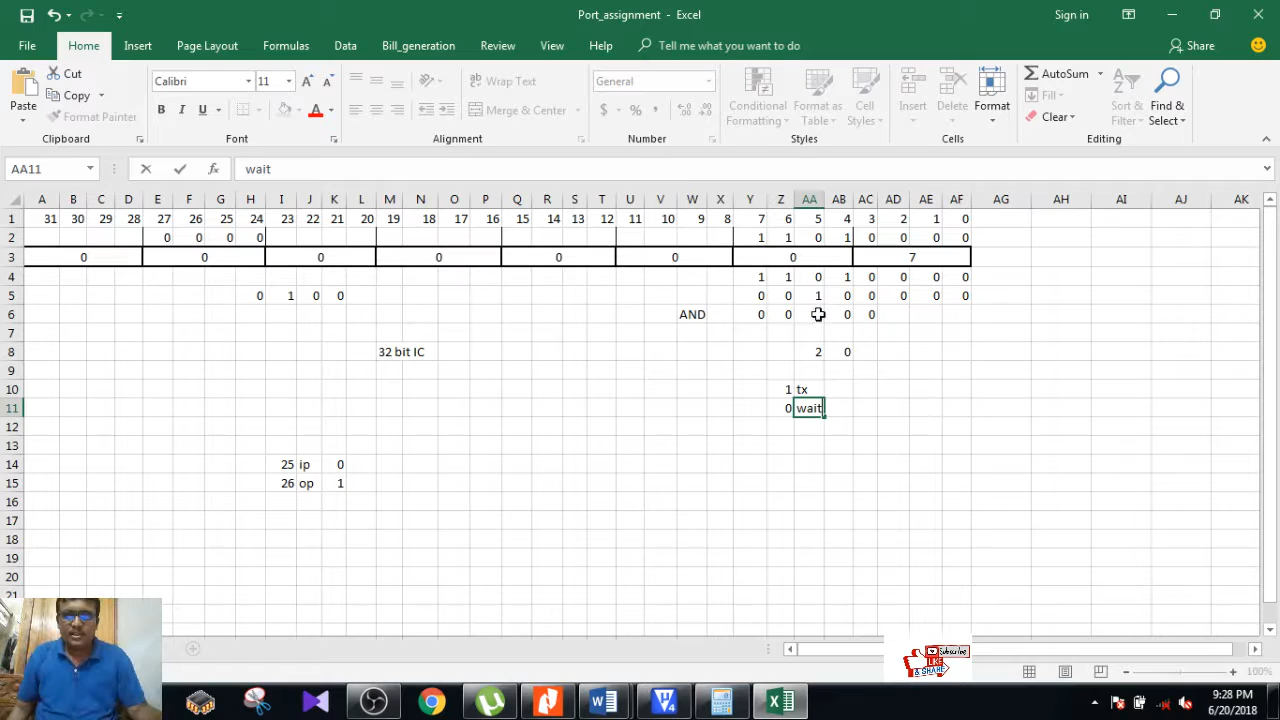 Port_assignment - Excel
Sign in
File Home Insert Page Layout Formulas Data Bill_generation Review View Help Tell me what you want to do Share
Paste Cut Copy Format Painter
Calibri 11 A A
B I U A
Wrap Text
Merge & Center
General
$ % ,
Conditional Formatting Format as Table Cell Styles
Insert Delete Format
AutoSum Fill Clear
Sort & Filter Find & Select
Clipboard Font Alignment Number Styles Cells Editing
AA11 fx wait
A B C D E F G H I J K L M N O P Q R S T U V W X Y Z AA AB AC AD AE AF AG AH AI AJ AK
1 31 30 29 28 27 26 25 24 23 22 21 20 19 18 17 16 15 14 13 12 11 10 9 8 7 6 5 4 3 2 1 0
2 0 0 0 0 1 1 0 1 0 0 0 0
3 0 0 0 0 0 0 0 7
4 1 1 0 1 0 0 0 0
5 0 1 0 0 0 0 1 0 0 0 0 0
6 AND 0 0 0 0
7
8 32 bit IC 2 0
9
10 1 tx
11 0 wait
12
13
14 25 ip 0
15 26 op 1
16
17
18
19
20
21
Subscribe
LIKE
& SHARE
100%
9:28 PM
6/20/2018